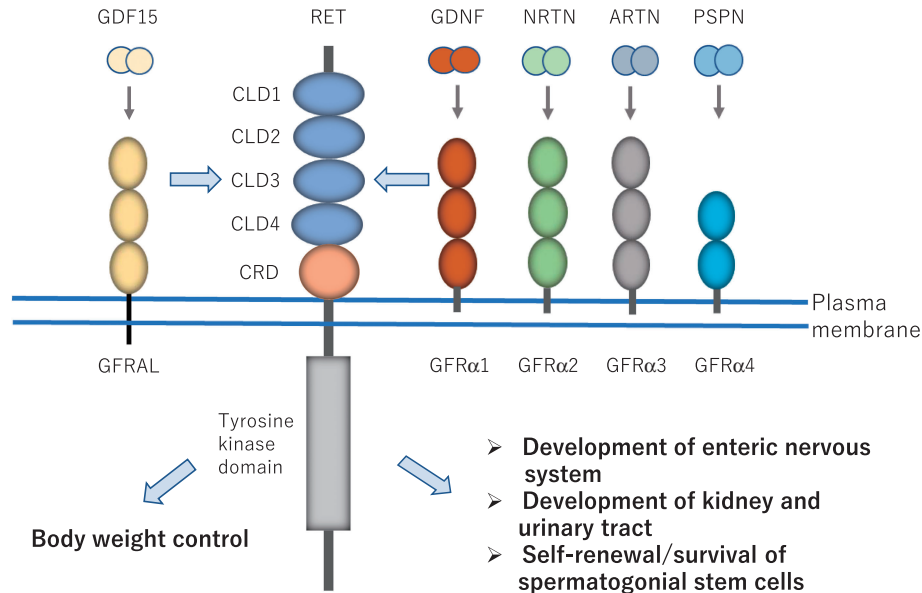 GDF15
RET
GDNF
NRTN
ARTN
PSPN
CLD1
CLD2
CLD3
CLD4
CRD
Plasma
membrane
GFRAL
GFRα1
GFRα2
GFRα3
GFRα4
Tyrosine
kinase
domain
Body weight control
➢ Development of enteric nervous
system
➢ Development of kidney and
urinary tract
➢ Self-renewal/survival of
spermatogonial stem cells